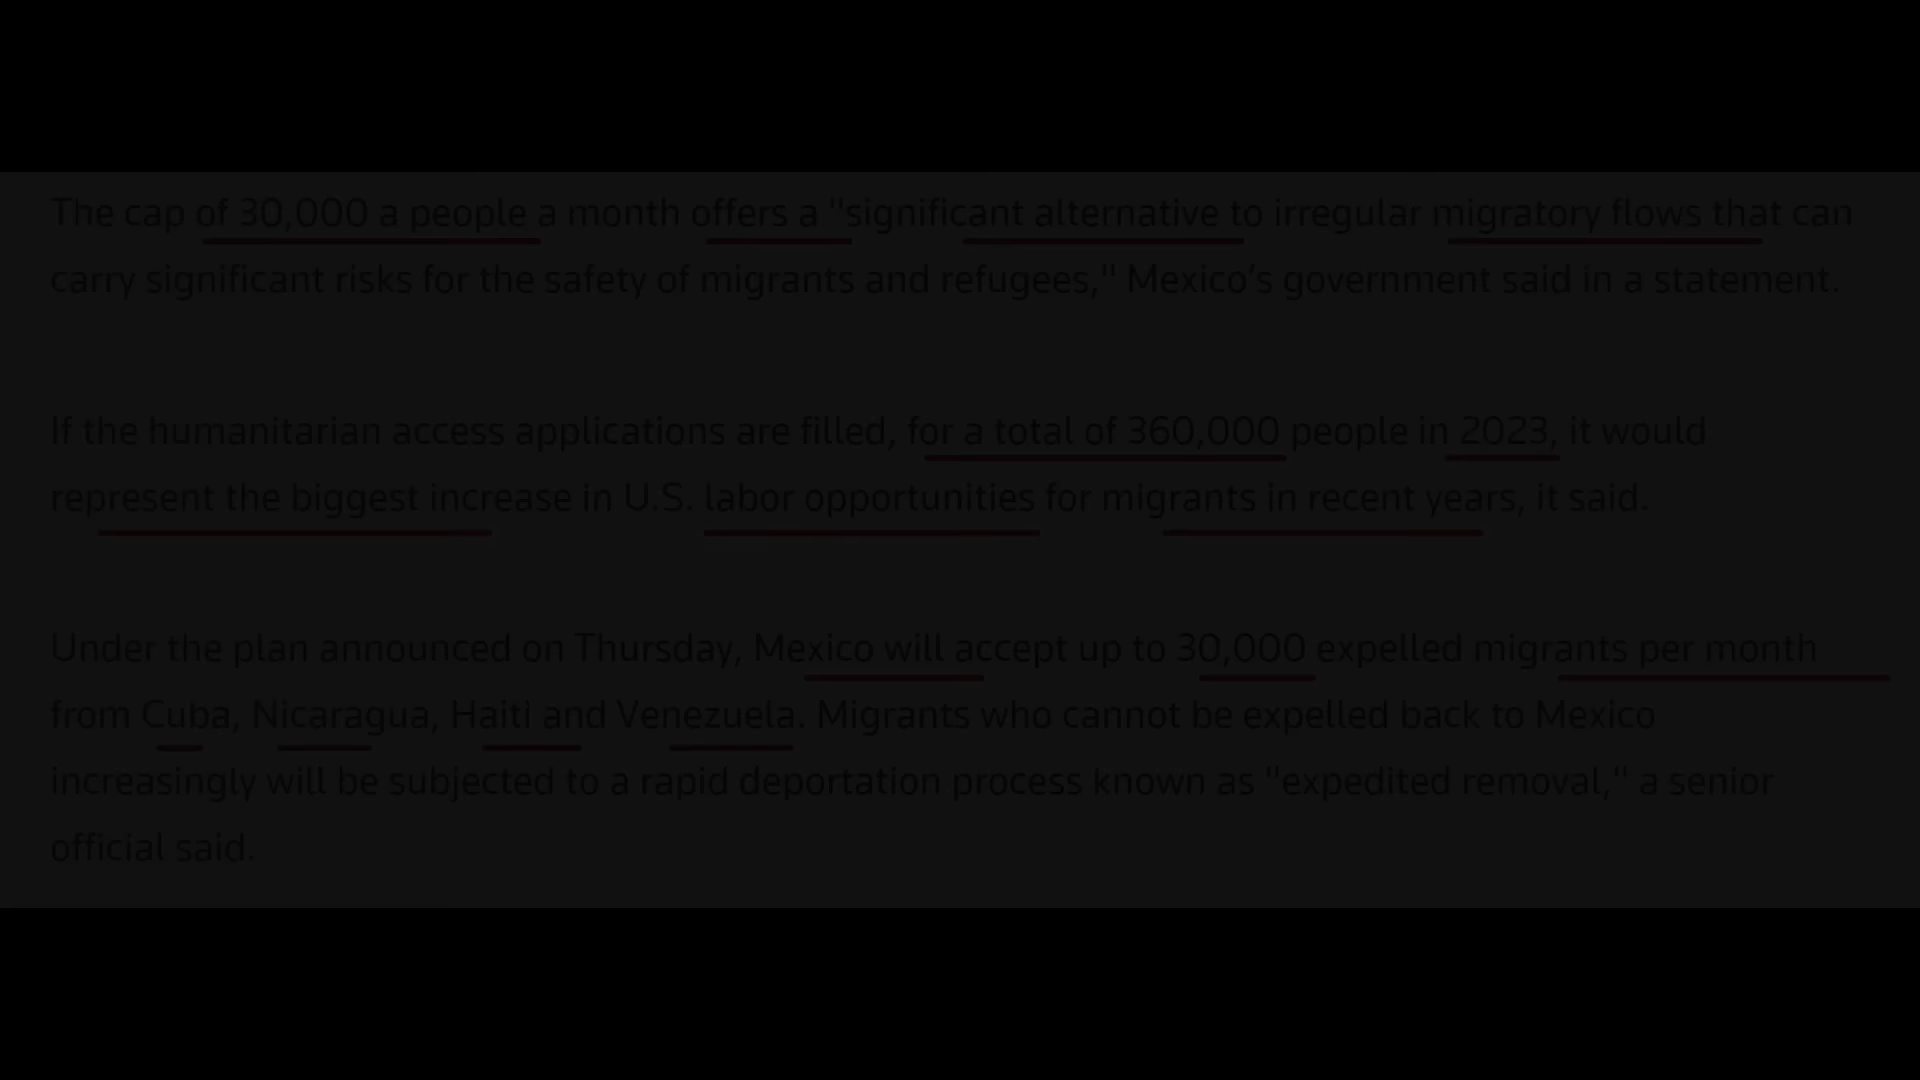 The cap of 30,000 a people a month offers a "significant alternative to irregular migratory flows that can
carry significant risks for the safety of migrants and refugees," Mexico's government said in a statement.
If the humanitarian access applications are filled, for a total of 360,000 people in 2023, it would
represent the biggest increase in U.S. labor opportunities for migrants in recent years, it said.
Under the plan announced on Thursday, Mexico will accept up to 30,000 expelled migrants per month
from Cuba, Nicaragua, Haiti and Venezuela. Migrants who cannot be expelled back to Mexico
increasingly will be subjected to a rapid deportation process known as "expedited removal," a senior
official said.